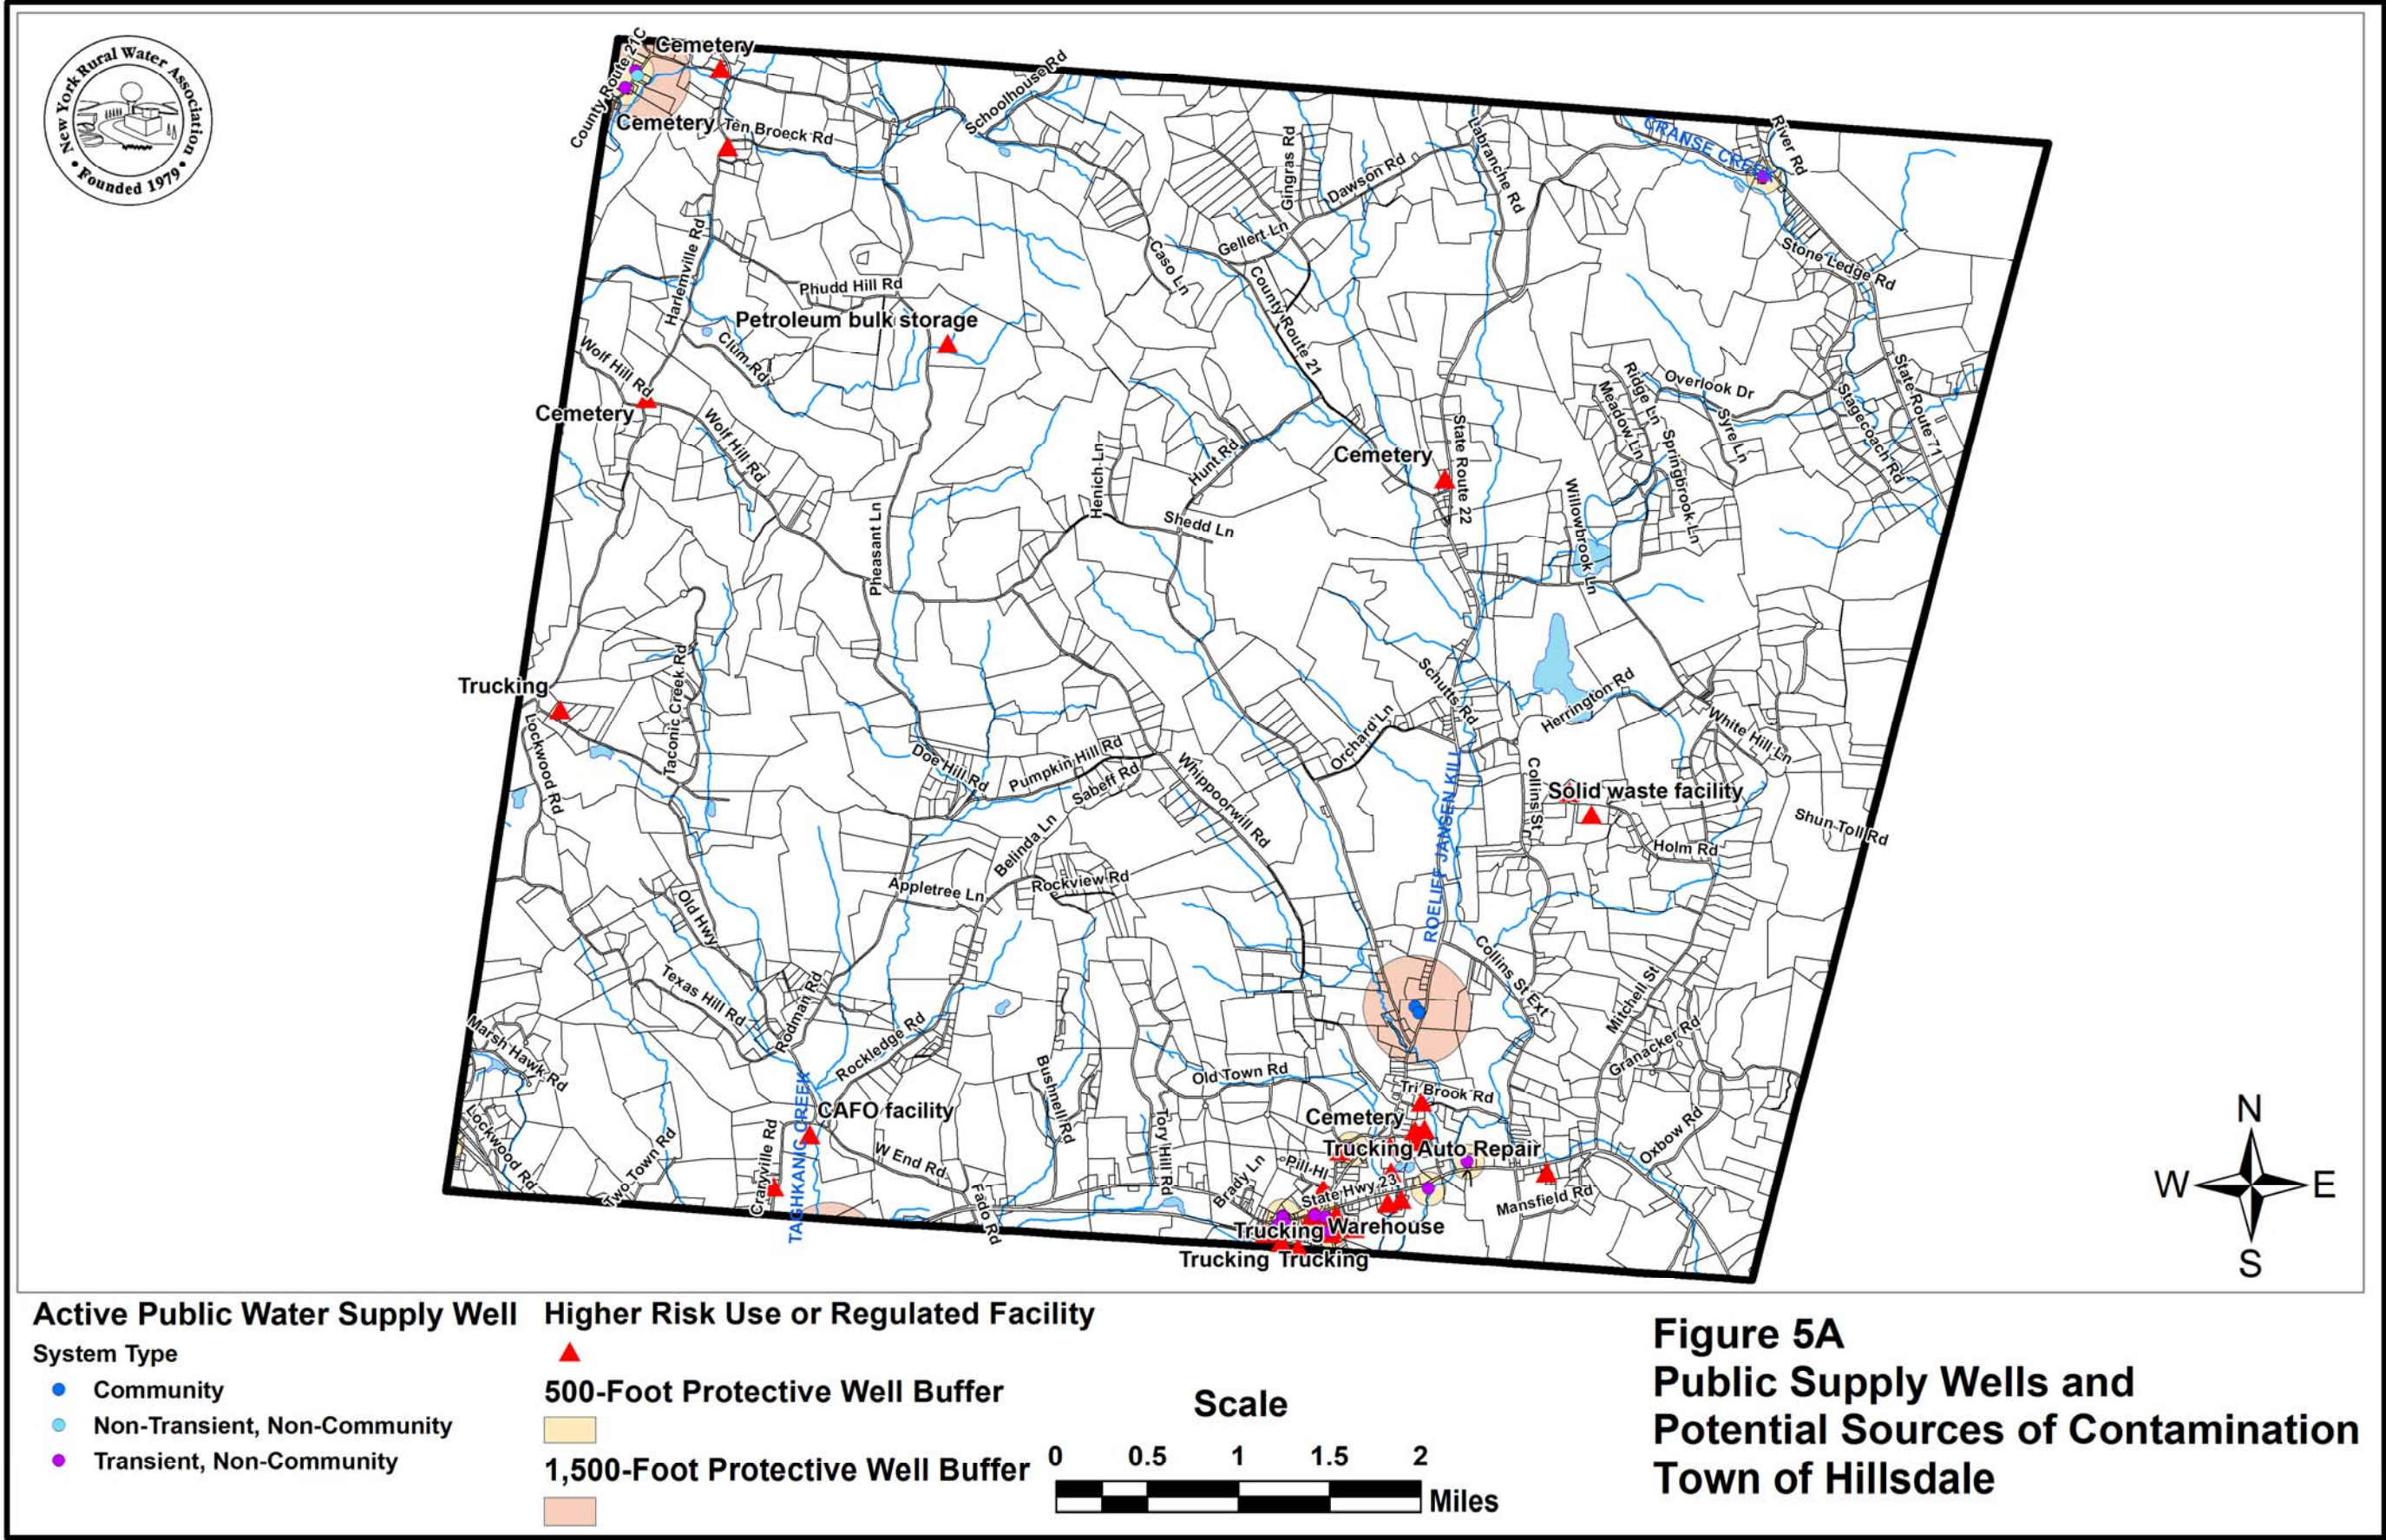 New York Rural Water Association
• Founded 1979 •
County Route 21C
Cemetery
Schoolhouse Rd
Cemetery
Ten Broeck Rd
Gingras Rd
Dawson Rd
Labranche Rd
CRANSE CREEK
River Rd
Harlemville Rd
Gellert Ln
Caso Ln
Stone Ledge Rd
Phudd Hill Rd
County Route 21
Petroleum bulk storage
Clum Rd
Wolf Hill Rd
Cemetery
Wolf Hill Rd
Ridge Ln
Overlook Dr
Meadow Ln
Syre Ln
State Route 71
Stagecoach Rd
Springbrook Ln
Henich Ln
Hunt Rd
Cemetery
State Route 22
Willowbrook Ln
Pheasant Ln
Shedd Ln
Trucking
Taconic Creek Rd
Lockwood Rd
Schutts Rd
Herrington Rd
White Hill Ln
Orchard Ln
Doe Hill Rd
Pumpkin Hill Rd
Sabeff Rd
Whippoorwill Rd
ROELIFF JANSEN KILL
Collins St
Solid waste facility
Shun Toll Rd
Holm Rd
Belinda Ln
Appletree Ln
Rockview Rd
Old Hwy
Texas Hill Rd
Rodman Rd
Rockledge Rd
Collins St Ext
Mitchell St
Granacker Rd
Marsh Hawk Rd
Lockwood Rd
Two Town Rd
Craryville Rd
TAGHKANIC CREEK
CAFO facility
W End Rd
Fado Rd
Bushnell Rd
Tory Hill Rd
Old Town Rd
Tri Brook Rd
Cemetery
Trucking
Auto Repair
Brady Ln
Pill Hl
State Hwy 23
Mansfield Rd
Oxbow Rd
Trucking
Warehouse
Trucking
Trucking
N
W
E
S
Active Public Water Supply Well
System Type
Community
Non-Transient, Non-Community
Transient, Non-Community
Higher Risk Use or Regulated Facility
500-Foot Protective Well Buffer
1,500-Foot Protective Well Buffer
Scale
0 0.5 1 1.5 2
Miles
Figure 5A
Public Supply Wells and
Potential Sources of Contamination
Town of Hillsdale